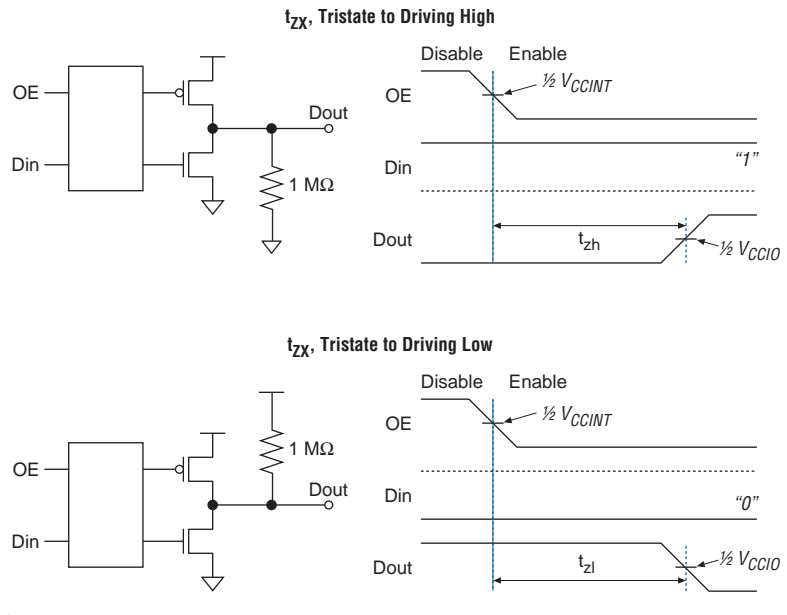 tZX, Tristate to Driving High
Disable Enable
OE
½ VCCINT
OE
Dout
Din
"1"
Din
1 MΩ
Dout
tzh
½ VCCIO
tZX, Tristate to Driving Low
Disable Enable
OE
½ VCCINT
1 MΩ
OE
Dout
Din
"0"
Din
Dout
tzl
½ VCCIO